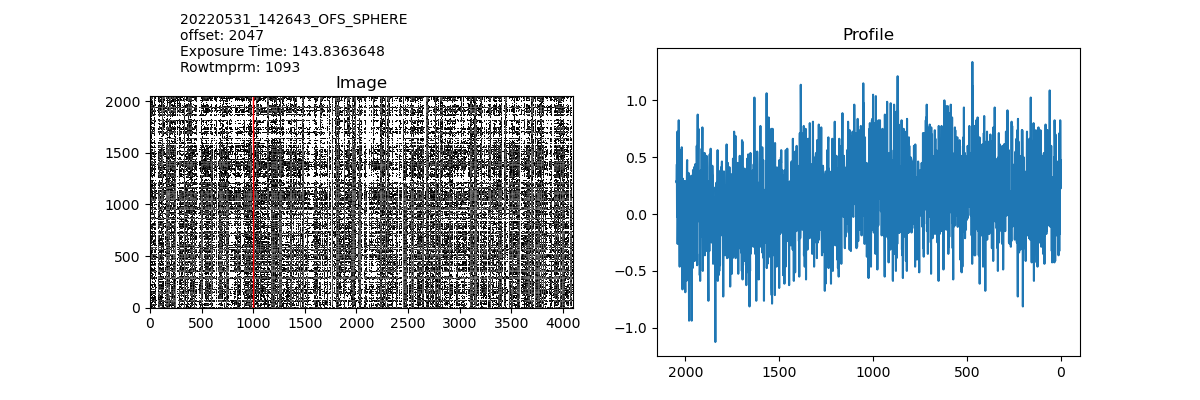 20220531_142643_OFS_SPHERE
offset: 2047
Exposure Time: 143.8363648
Rowtmprm: 1093
Image
2000
1500
1000
500
0
0 500 1000 1500 2000 2500 3000 3500 4000
Profile
1.0
0.5
0.0
−0.5
−1.0
2000 1500 1000 500 0